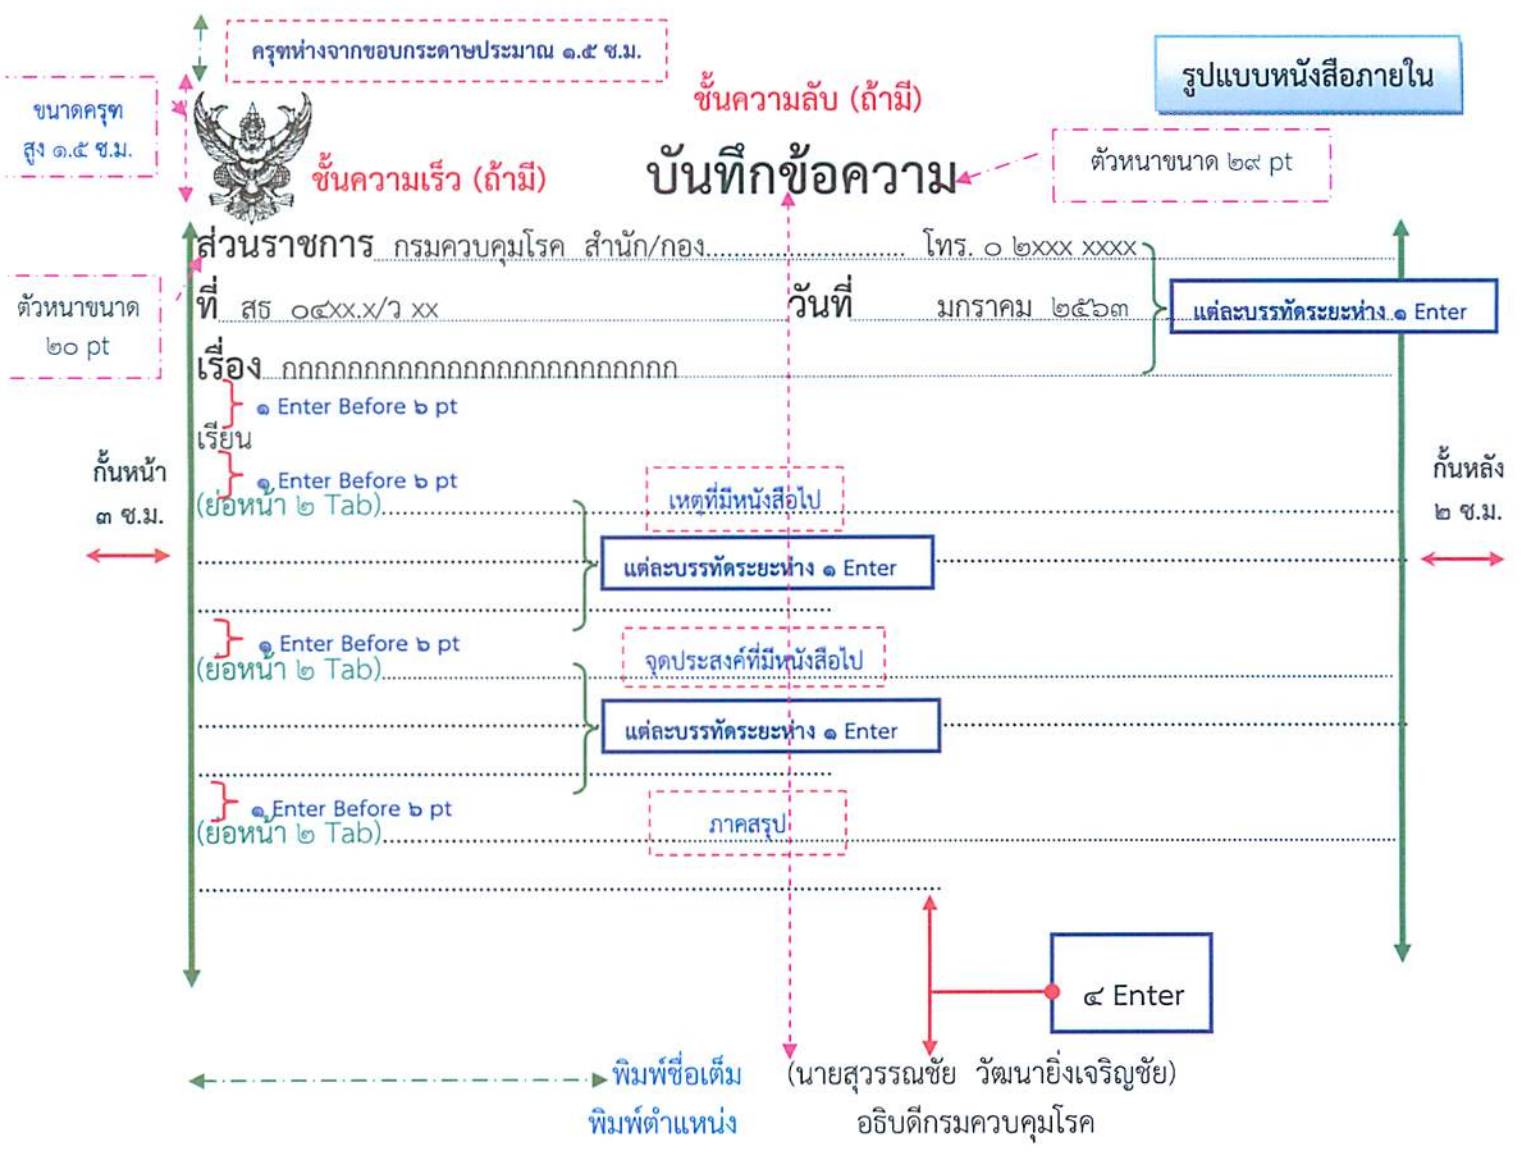 ครุฑห่างจากขอบกระดาษประมาณ ๑.๕ ซ.ม.
รูปแบบหนังสือภายใน
ขนาดครุฑ
สูง ๑.๕ ซ.ม.
ชั้นความลับ (ถ้ามี)
ชั้นความเร็ว (ถ้ามี)
บันทึกข้อความ
ตัวหนาขนาด ๒๙ pt
ส่วนราชการ กรมควบคุมโรค สำนัก/กอง.............................. โทร. ๐ ๒xxx xxxx
ตัวหนาขนาด
๒๐ pt
ที่ สธ ๐๔xx.x/ว xx วันที่ มกราคม ๒๕๖๓
แต่ละบรรทัดระยะห่าง ๑ Enter
เรื่อง กกกกกกกกกกกกกกกกกกกกกกกก
๑ Enter Before ๖ pt
เรียน
๑ Enter Before ๖ pt
กั้นหน้า
๓ ซ.ม.
กั้นหลัง
๒ ซ.ม.
(ย่อหน้า ๒ Tab) เหตุที่มีหนังสือไป
แต่ละบรรทัดระยะห่าง ๑ Enter
๑ Enter Before ๖ pt
(ย่อหน้า ๒ Tab) จุดประสงค์ที่มีหนังสือไป
แต่ละบรรทัดระยะห่าง ๑ Enter
๑ Enter Before ๖ pt
(ย่อหน้า ๒ Tab) ภาคสรุป
๔ Enter
พิมพ์ชื่อเต็ม (นายสุวรรณชัย วัฒนายิ่งเจริญชัย)
พิมพ์ตำแหน่ง อธิบดีกรมควบคุมโรค